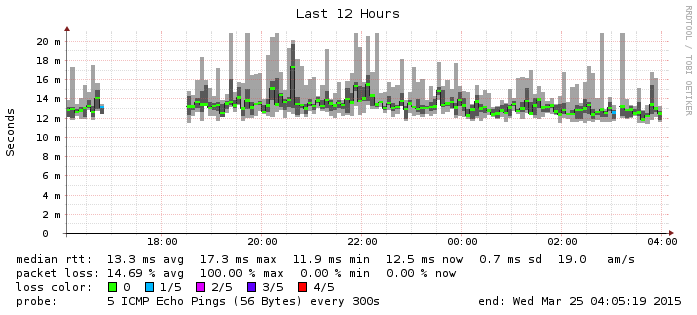 Last 12 Hours
RRDTOOL / TOBI OETIKER
Seconds
20 m
18 m
16 m
14 m
12 m
10 m
8 m
6 m
4 m
2 m
0
18:00 20:00 22:00 00:00 02:00 04:00
median rtt: 13.3 ms avg 17.3 ms max 11.9 ms min 12.5 ms now 0.7 ms sd 19.0 am/s
packet loss: 14.69 % avg 100.00 % max 0.00 % min 0.00 % now
loss color: 0 1/5 2/5 3/5 4/5
probe: 5 ICMP Echo Pings (56 Bytes) every 300s end: Wed Mar 25 04:05:19 2015